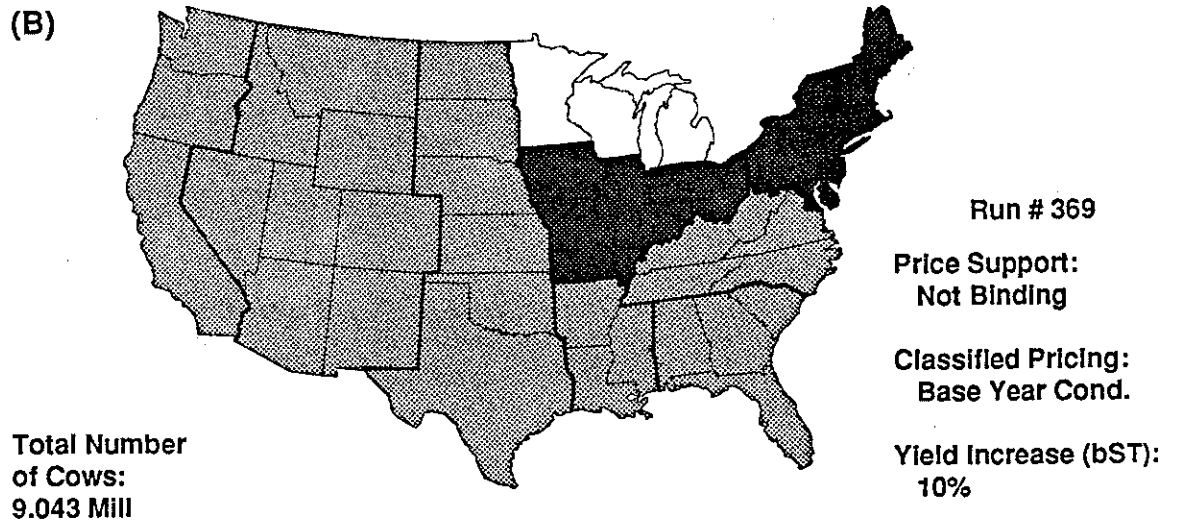 (B)
Run # 369
Price Support:
Not Binding
Classified Pricing:
Base Year Cond.
Yield Increase (bST):
10%
Total Number
of Cows:
9.043 Mill